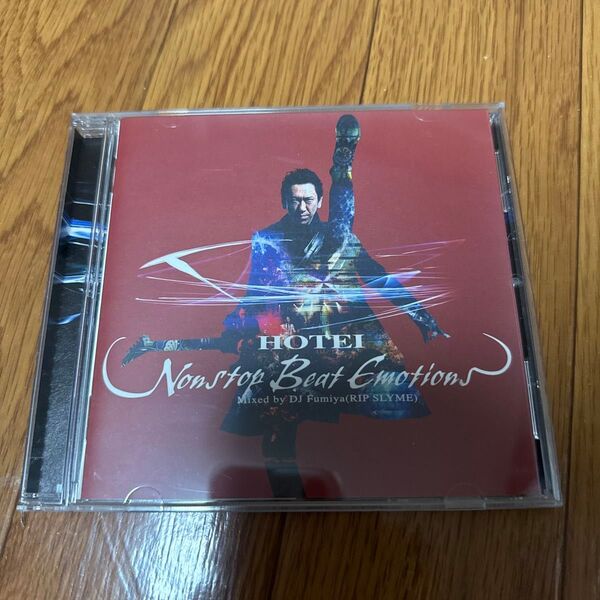 HOTEI
Nonstop Beat Emotions
Mixed by DJ Fumiya(RIP SLYME)